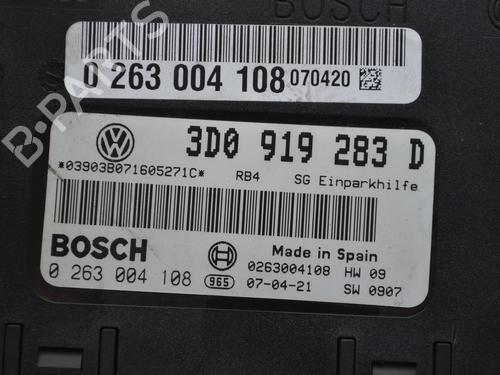 BOSCH
0 263 004 108 070420
3D0 919 283 D
*03903B071605271C* RB4 SG Einparkhilfe
BOSCH
Made in Spain
0263004108 HW 09
0 263 004 108 965 07-04-21 SW 0907
B-PARTS